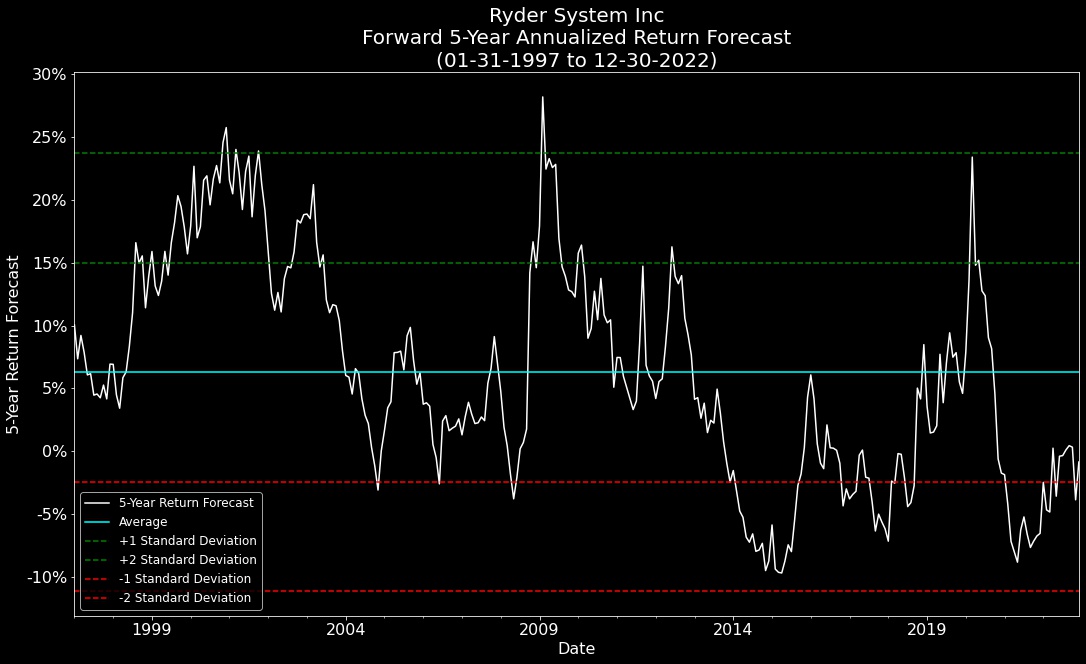 Ryder System Inc
Forward 5-Year Annualized Return Forecast
(01-31-1997 to 12-30-2022)
30%
25%
20%
15%
10%
5%
0%
-5%
-10%
5-Year Return Forecast
5-Year Return Forecast
Average
+1 Standard Deviation
+2 Standard Deviation
-1 Standard Deviation
-2 Standard Deviation
1999
2004
2009
2014
2019
Date